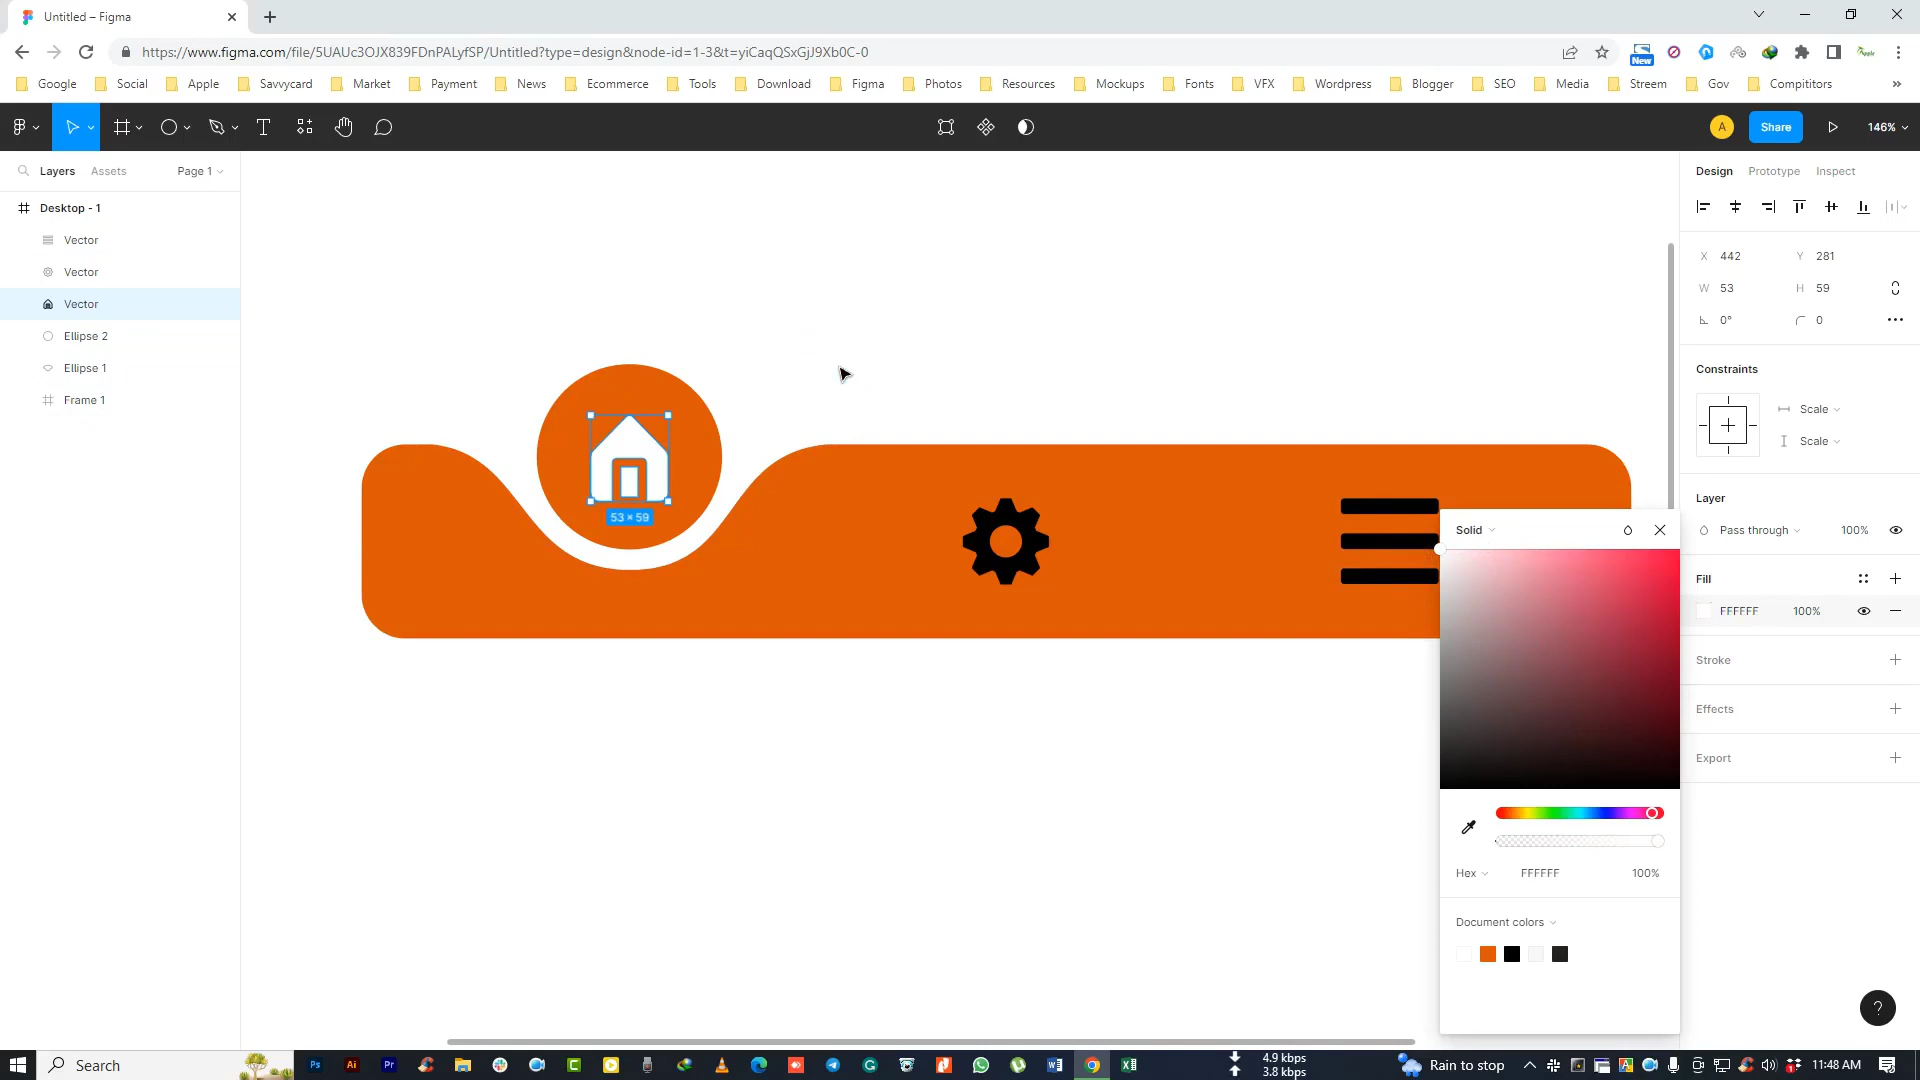 Untitled – Figma
https://www.figma.com/file/5UAUc3OJX839FDnPALyfSP/Untitled?type=design&node-id=1-3&t=yiCaqQSxGjJ9Xb0C-0
New
Google
Social
Apple
Savvycard
Market
Payment
News
Ecommerce
Tools
Download
Figma
Photos
Resources
Mockups
Fonts
VFX
Wordpress
Blogger
SEO
Media
Streem
Gov
Compititors
»
A
Share
146%
Layers
Assets
Page 1
Design
Prototype
Inspect
Desktop - 1
Vector
Vector
Vector
Ellipse 2
Ellipse 1
Frame 1
X 442
Y 281
W 53
H 59
0°
0
Constraints
Scale
Scale
Layer
Pass through
100%
53 × 59
Solid
Fill
FFFFFF
100%
Stroke
Effects
Export
Hex
FFFFFF
100%
Document colors
?
Search
Ps
Ai
Pr
4.9 kbps
3.8 kbps
Rain to stop
11:48 AM